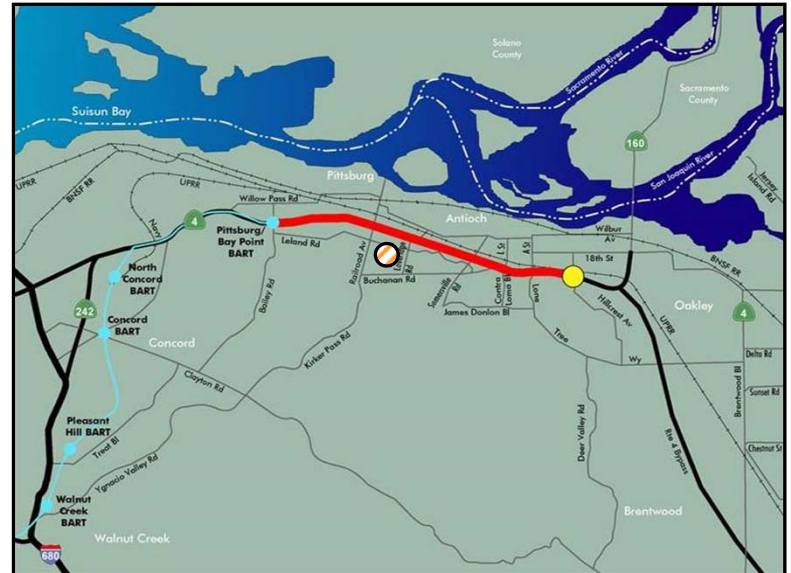 Solano
County
Sacramento River
Sacramento
County
Suisun Bay
160
San Joaquin River
Jersey
Island Rd
UPRR
BNSF RR
UPRR
Pittsburg
Willow Pass Rd
Antioch
Navy
4
Pittsburg/
Bay Point
BART
Leland Rd
Railroad Av
Loveridge
Rd
L St
A St
Wilbur
Av
18th St
BNSF RR
North
Concord
BART
Bailey Rd
Buchanan Rd
Somersville
Rd
Contra
Loma Bl
Lone
Hillcrest Av
UPRR
Oakley
242
Concord
BART
James Donlon Bl
4
Concord
Kirker Pass Rd
Tree
Wy
Delta Rd
Clayton Rd
Brentwood Bl
Sunset Rd
Pleasant
Hill BART
Treat Bl
Deer Valley Rd
Rte 4 Bypass
Chestnut St
Ygnacio Valley Rd
Walnut
Creek
BART
Brentwood
Walnut Creek
680